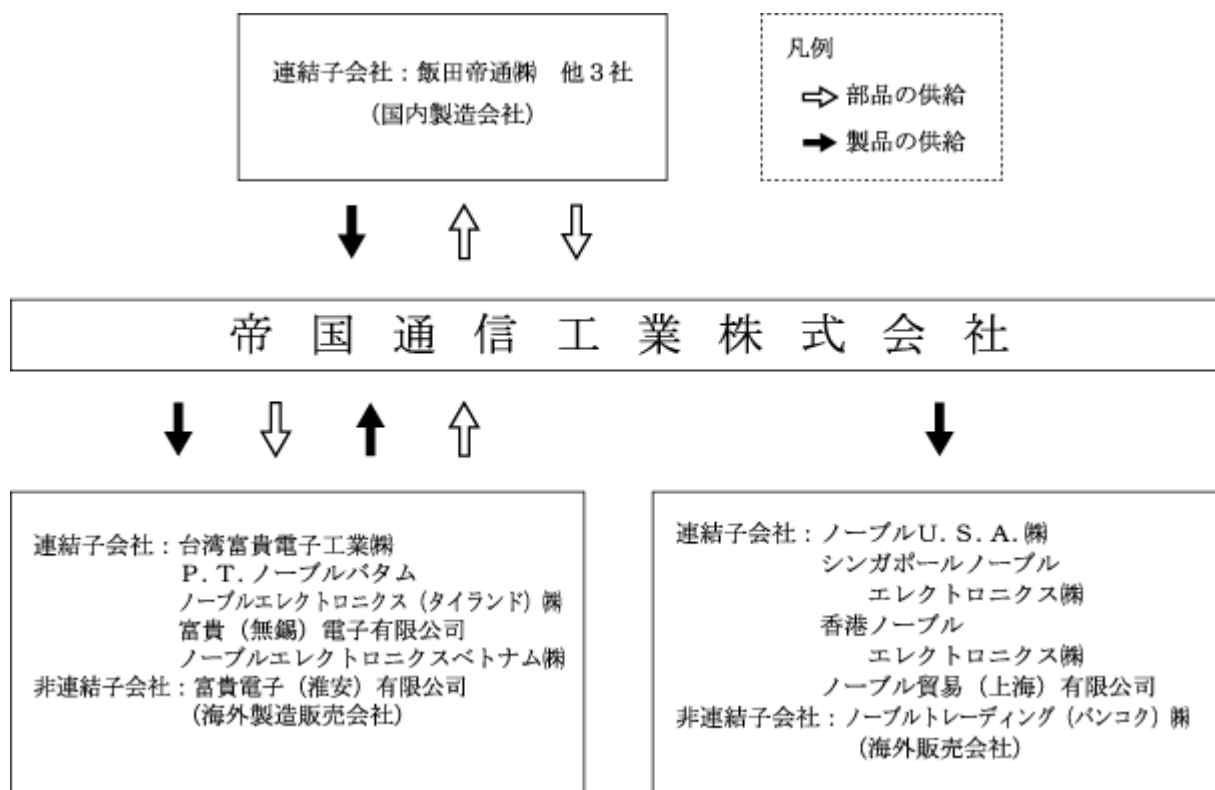 連結子会社：飯田帝通㈱　他３社
(国内製造会社)
凡例
部品の供給
製品の供給
帝国通信工業株式会社
連結子会社：台湾富貴電子工業㈱
Ｐ．Ｔ．ノーブルバタム
ノーブルエレクトロニクス（タイランド）㈱
富貴（無錫）電子有限公司
ノーブルエレクトロニクスベトナム㈱
非連結子会社：富貴電子（淮安）有限公司
(海外製造販売会社)
連結子会社：ノーブルＵ．Ｓ．Ａ．㈱
シンガポールノーブル
エレクトロニクス㈱
香港ノーブル
エレクトロニクス㈱
ノーブル貿易（上海）有限公司
非連結子会社：ノーブルトレーディング（バンコク）㈱
(海外販売会社)